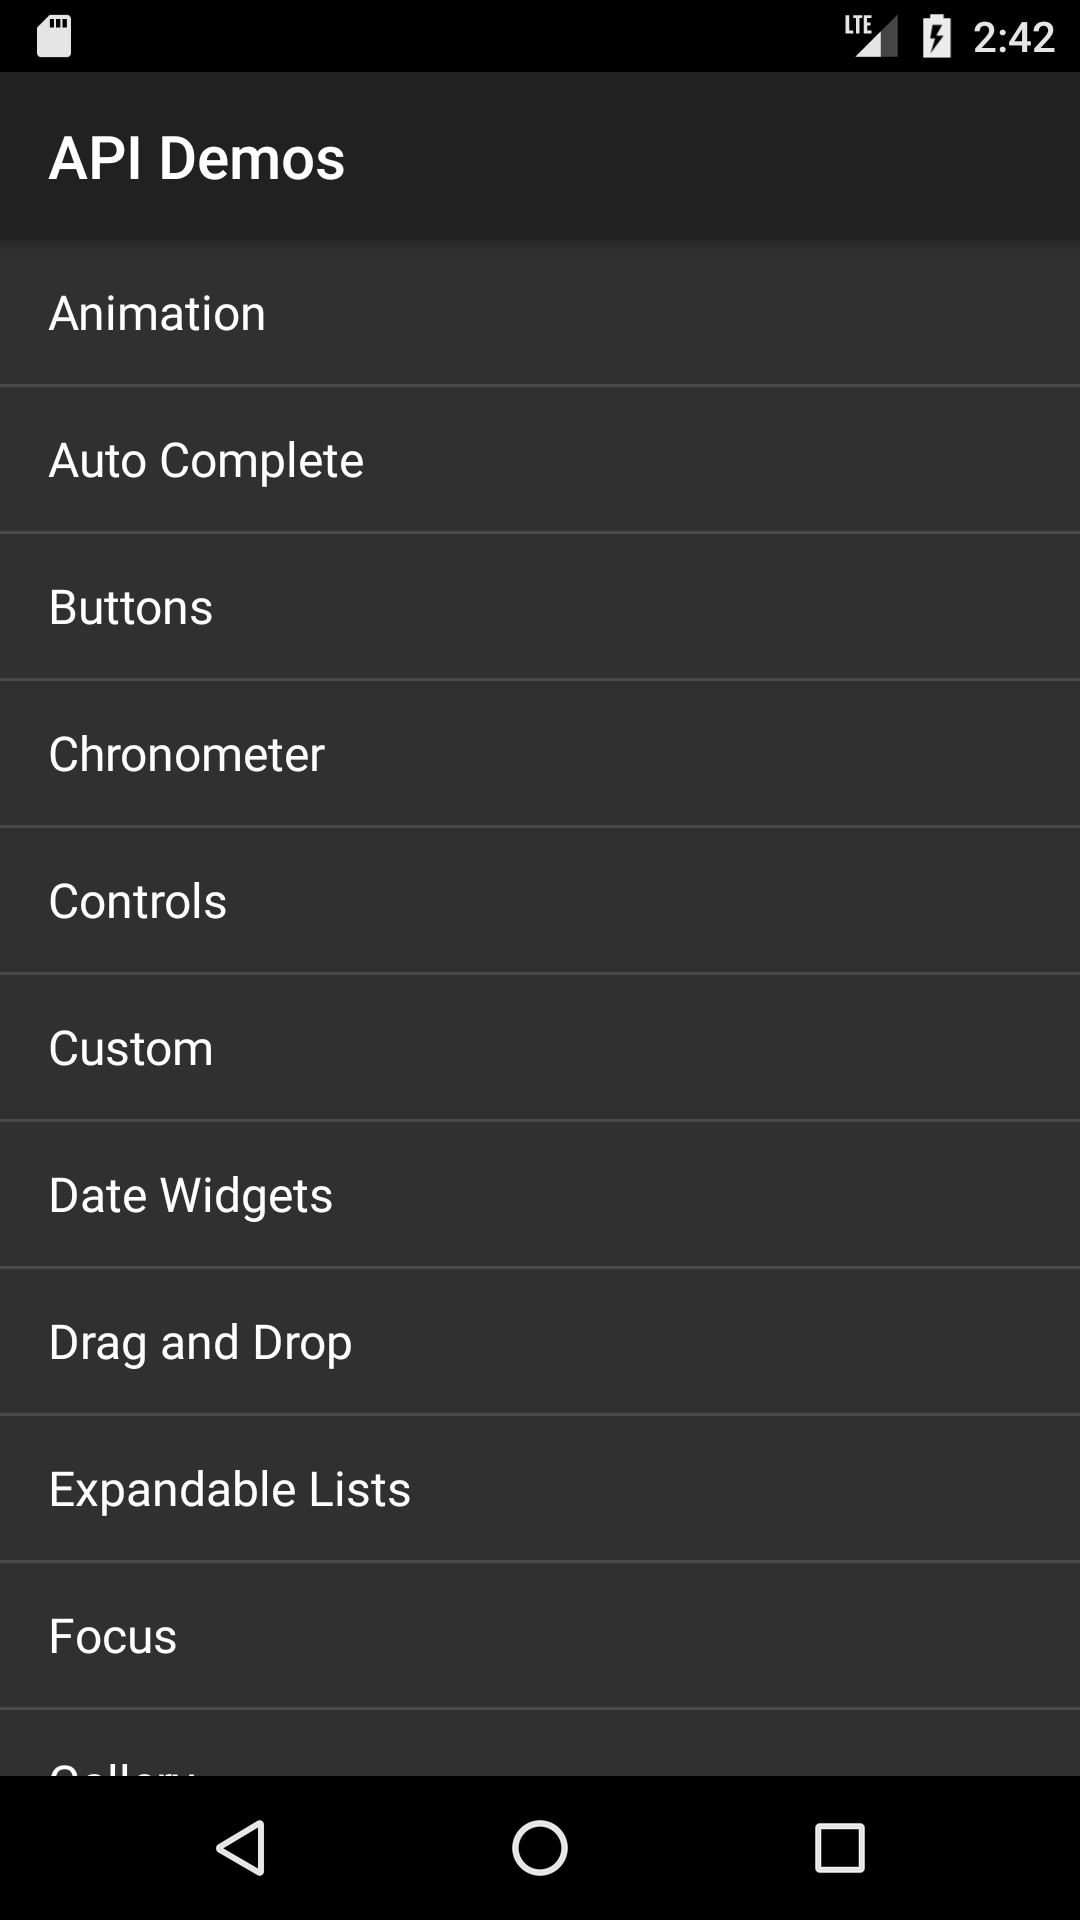 LTE 2:42
API Demos
Animation
Auto Complete
Buttons
Chronometer
Controls
Custom
Date Widgets
Drag and Drop
Expandable Lists
Focus
Gallery